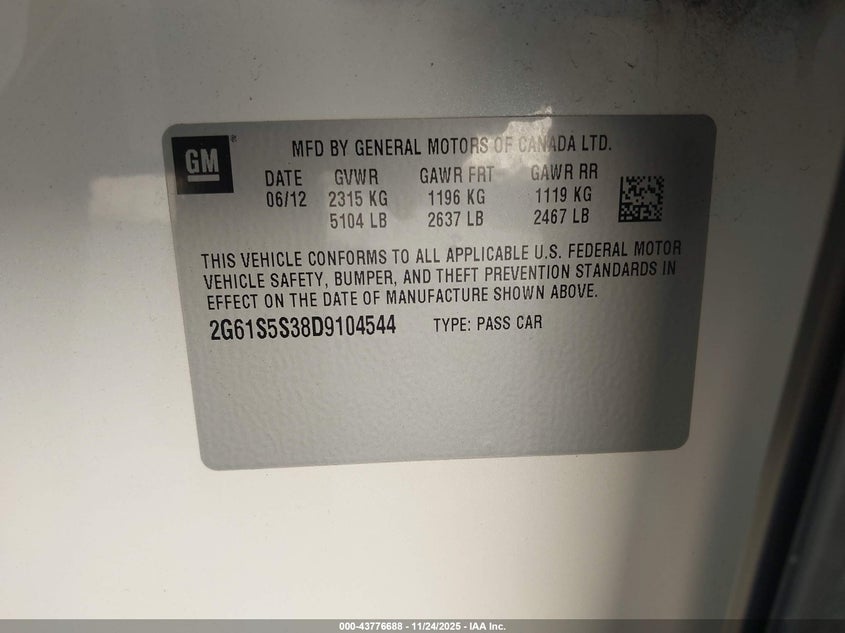 GM
MFD BY GENERAL MOTORS OF CANADA LTD.
DATE GVWR GAWR FRT GAWR RR
06/12 2315 KG 1196 KG 1119 KG
5104 LB 2637 LB 2467 LB
THIS VEHICLE CONFORMS TO ALL APPLICABLE U.S. FEDERAL MOTOR
VEHICLE SAFETY, BUMPER, AND THEFT PREVENTION STANDARDS IN
EFFECT ON THE DATE OF MANUFACTURE SHOWN ABOVE.
2G61S5S38D9104544 TYPE: PASS CAR
000-43776688 - 11/24/2025 - IAA Inc.